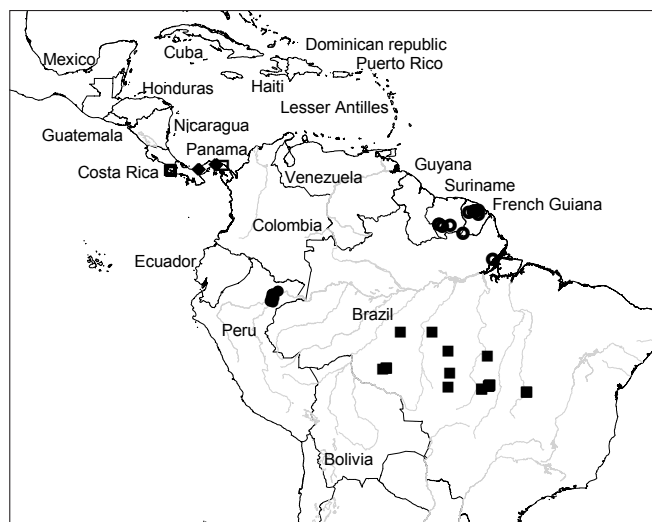 Dominican republic
Cuba
Mexico
Puerto Rico
Haiti
Honduras
Lesser Antilles
Guatemala
Nicaragua
Panama
Costa Rica
Guyana
Venezuela
Suriname
French Guiana
Colombia
Ecuador
Brazil
Peru
Bolivia